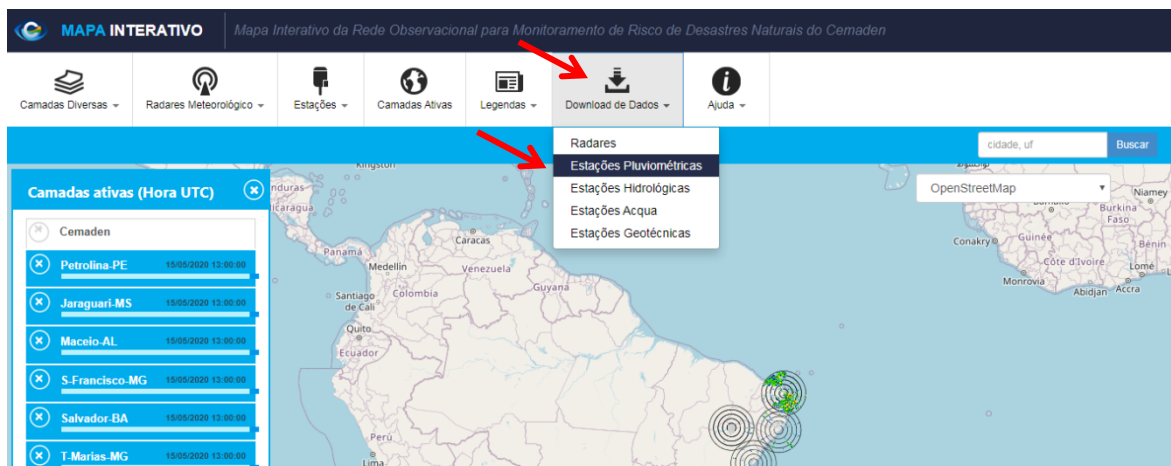 MAPA INTERATIVO
Mapa Interativo da Rede Observacional para Monitoramento de Risco de Desastres Naturais do Cemaden
Camadas Diversas
Radares Meteorológico
Estações
Camadas Ativas
Legendas
Download de Dados
Ajuda
Radares
Estações Pluviométricas
Estações Hidrológicas
Estações Acqua
Estações Geotécnicas
cidade, uf
Buscar
OpenStreetMap
Camadas ativas (Hora UTC)
Cemaden
Petrolina-PE 15/05/2020 13:00:00
Jaraguari-MS 15/05/2020 13:00:00
Maceio-AL 15/05/2020 13:00:00
S-Francisco-MG 15/05/2020 13:00:00
Salvador-BA 15/05/2020 13:00:00
T-Marias-MG 15/05/2020 13:00:00
Kingston
nduras
icaragua
Caracas
Panamá
Medellín
Venezuela
Guyana
Santiago
de Cali
Colombia
Quito
Ecuador
Perú
Lima
Niamey
Burkina
Faso
Conakry
Guinée
Bénin
Côte d'Ivoire
Lomé
Monrovia
Abidjan
Accra